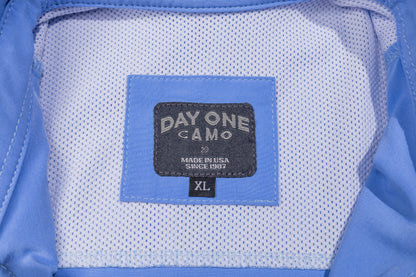 DAY ONE
CAMO
MADE IN USA
SINCE 1987
XL